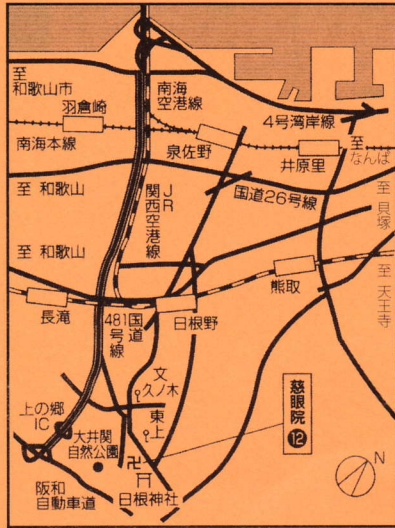 至
和歌山市
南海
空港線
羽倉崎
4号湾岸線
南海本線
泉佐野
井原里
至
なんば
至 和歌山
JR
関西空港線
国道26号線
至
貝塚
至 和歌山
熊取
至
天王寺
長滝
481国道
号線
日根野
文
久ノ木
東
上
慈眼院
⑫
上の郷
IC
大井関
自然公園
卍
日根神社
阪和
自動車道
N